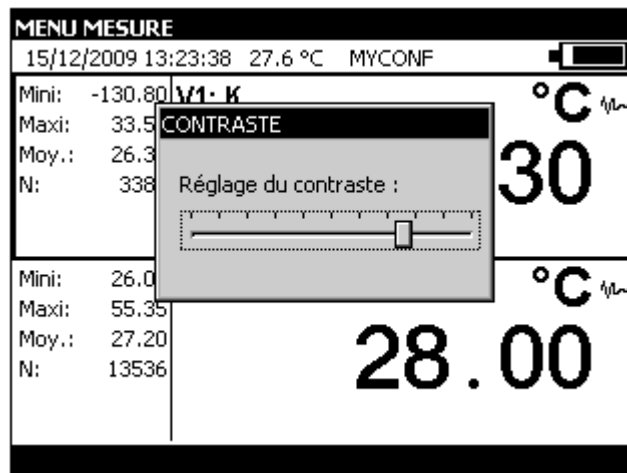 MENU MESURE
15/12/2009 13:23:38 27.6 °C MYCONF
Mini: -130.80 V1: K °C
Maxi: 33.5
Moy.: 26.3 30
N: 338
CONTRASTE
Réglage du contraste :
Mini: 26.0 °C
Maxi: 55.35
Moy.: 27.20 28.00
N: 13536